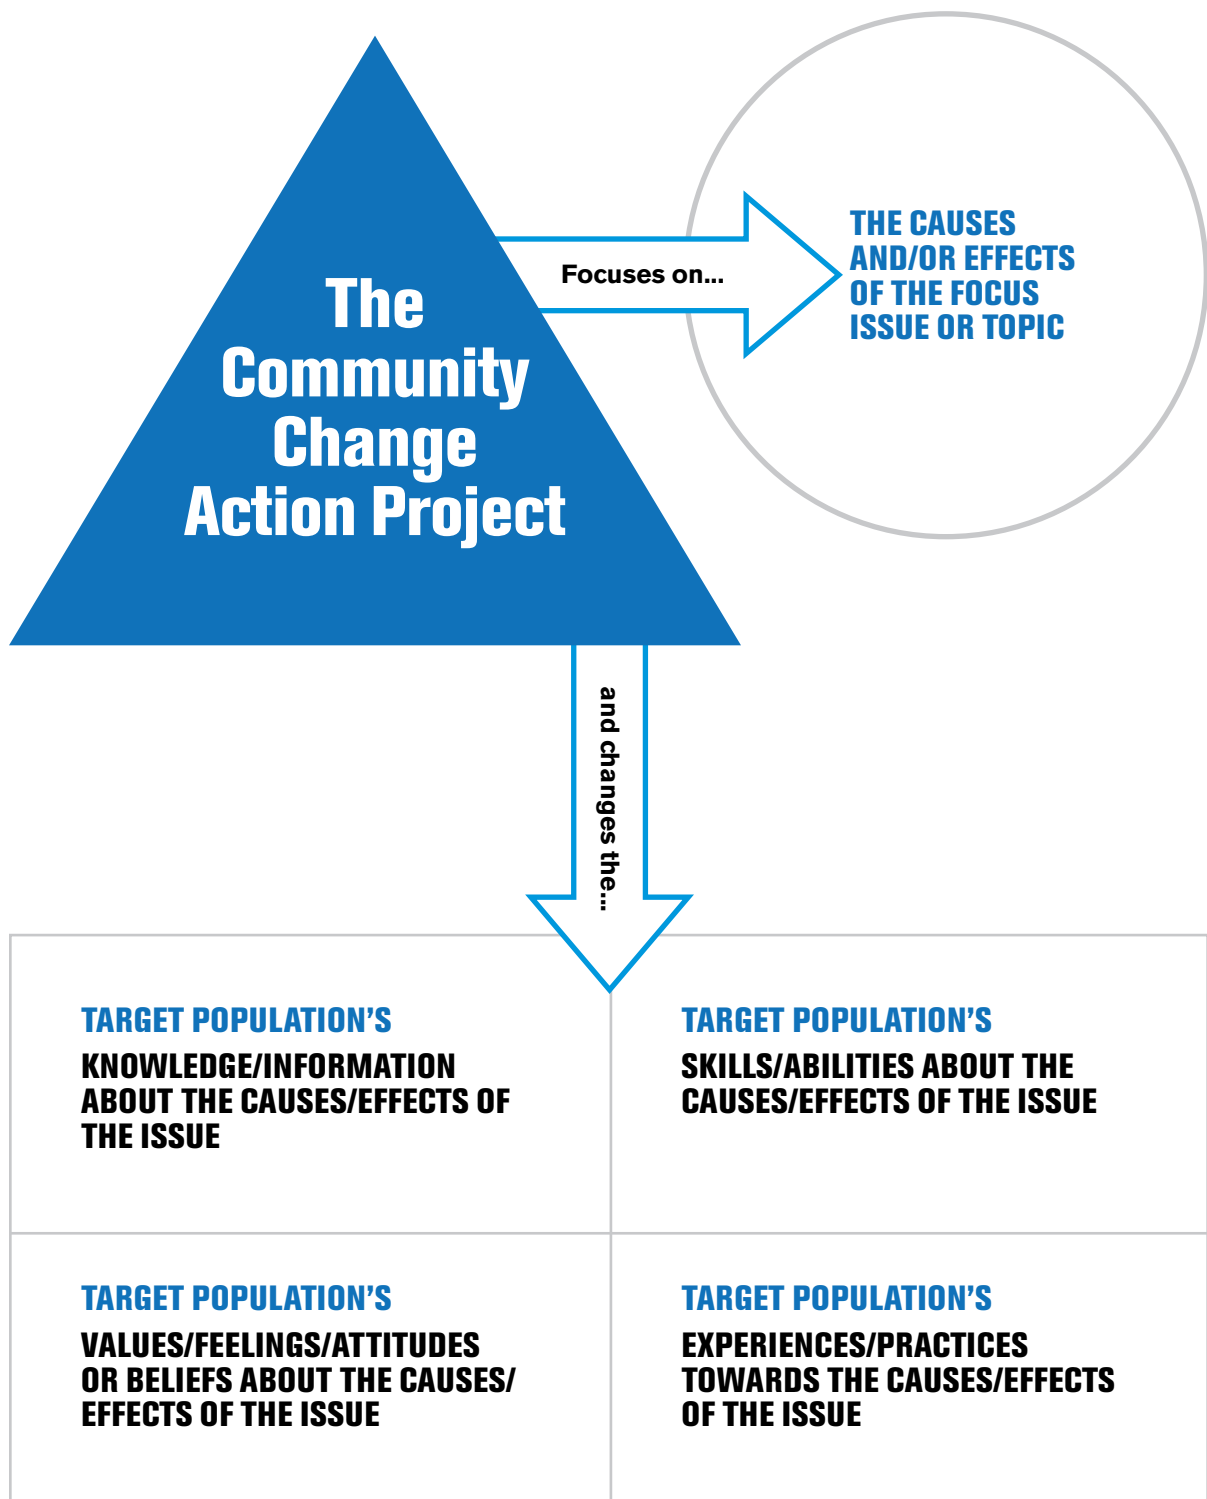 The
Community
Change
Action Project
Focuses on...
THE CAUSES
AND/OR EFFECTS
OF THE FOCUS
ISSUE OR TOPIC
and changes the...
TARGET POPULATION’S
KNOWLEDGE/INFORMATION
ABOUT THE CAUSES/EFFECTS OF
THE ISSUE
TARGET POPULATION’S
SKILLS/ABILITIES ABOUT THE
CAUSES/EFFECTS OF THE ISSUE
TARGET POPULATION’S
VALUES/FEELINGS/ATTITUDES
OR BELIEFS ABOUT THE CAUSES/
EFFECTS OF THE ISSUE
TARGET POPULATION’S
EXPERIENCES/PRACTICES
TOWARDS THE CAUSES/EFFECTS
OF THE ISSUE